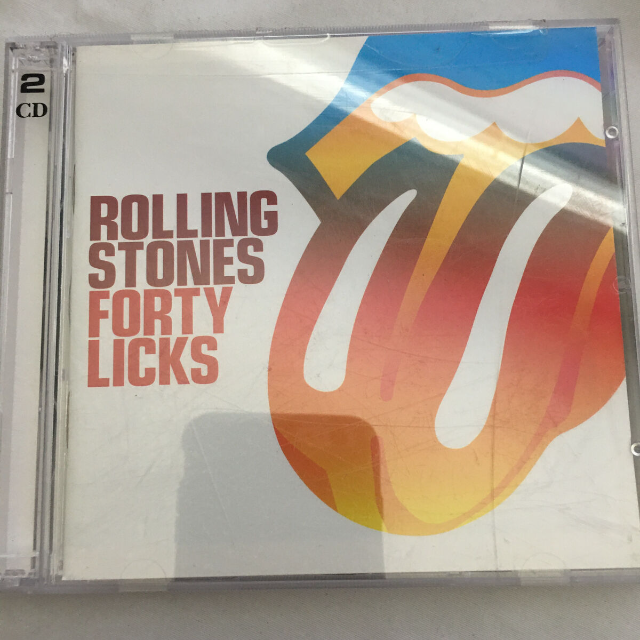 2
CD
ROLLING
STONES
FORTY
LICKS